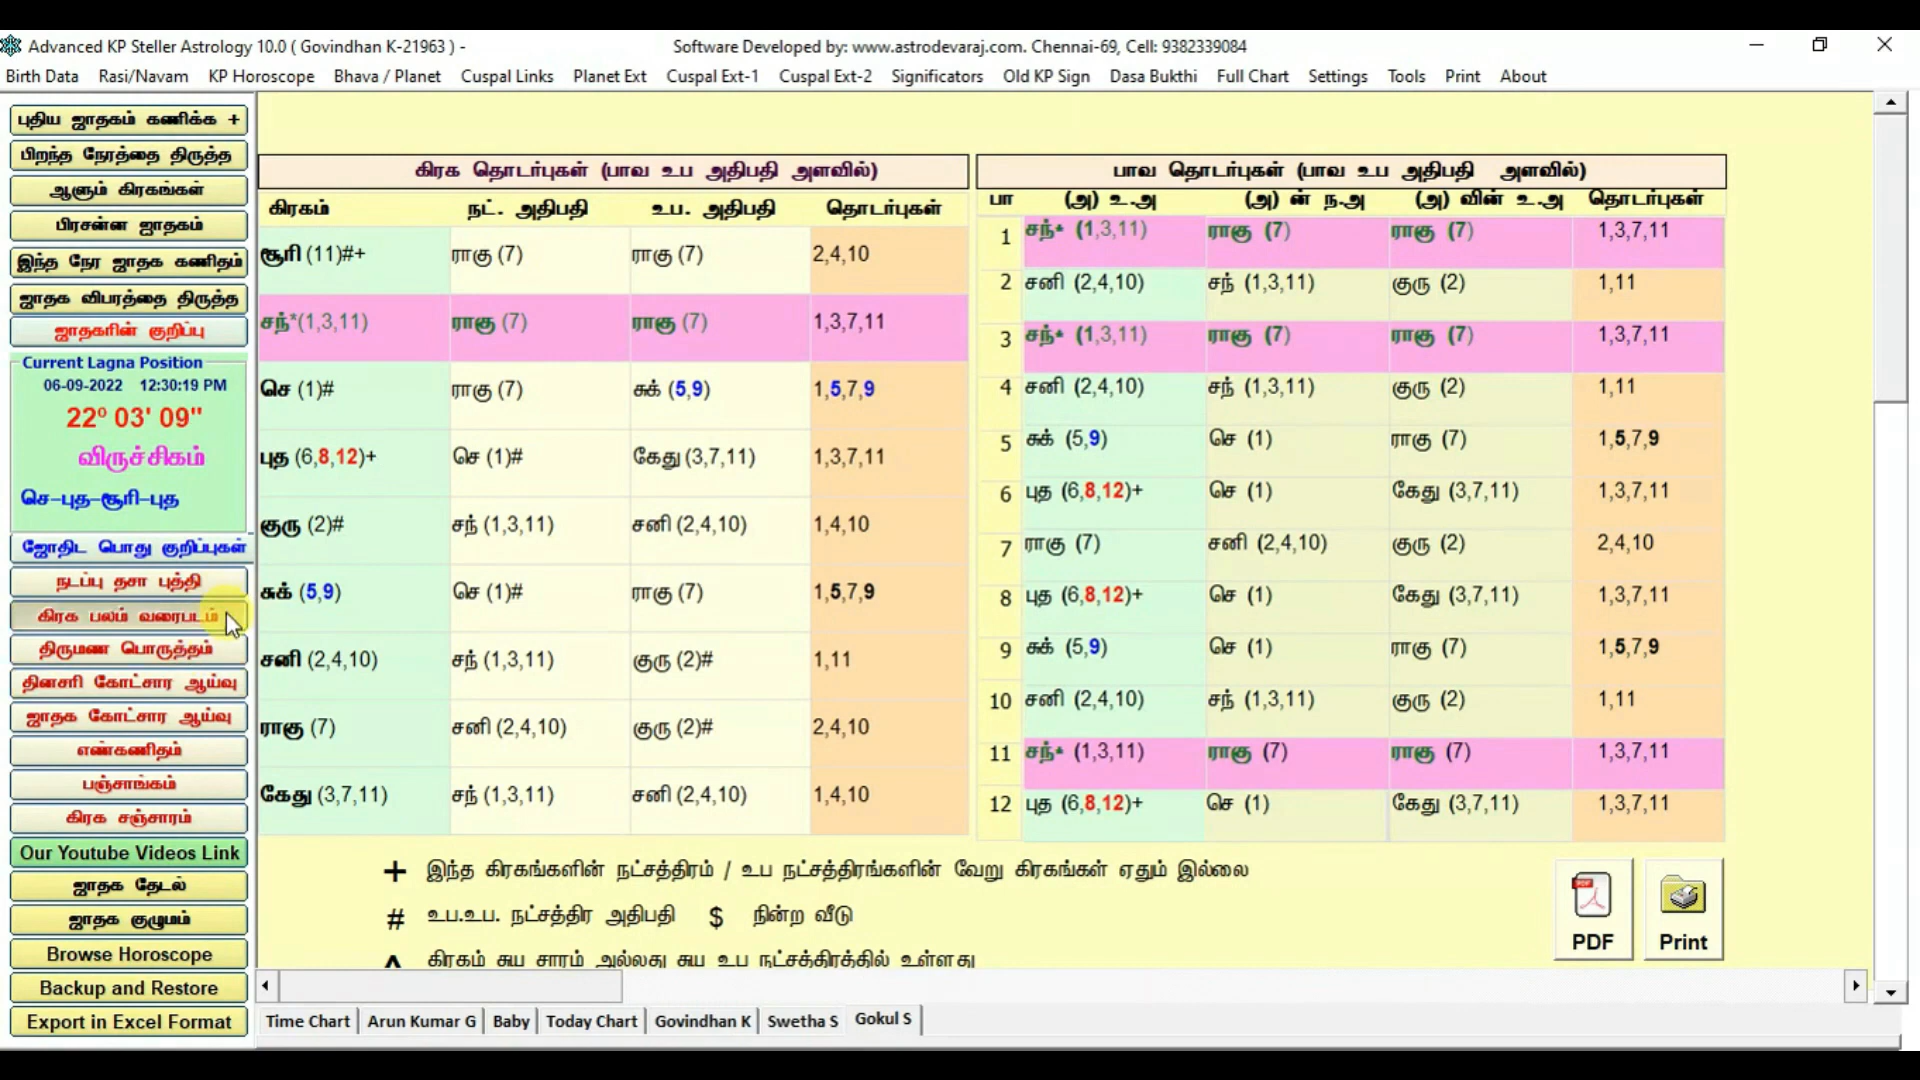 Advanced KP Steller Astrology 10.0 ( Govindhan K-21963 ) -
Software Developed by: www.astrodevaraj.com. Chennai-69, Cell: 9382339084
Birth Data Rasi/Navam KP Horoscope Bhava / Planet Cuspal Links Planet Ext Cuspal Ext-1 Cuspal Ext-2 Significators Old KP Sign Dasa Bukthi Full Chart Settings Tools Print About
புதிய ஜாதகம் கணிக்க +
பிறந்த நேரத்தை திருத்த
ஆளும் கிரகங்கள்
பிரசன்ன ஜாதகம்
இந்த நேர ஜாதக கணிதம்
ஜாதக விபரத்தை திருத்த
ஜாதகரின் குறிப்பு
Current Lagna Position
06-09-2022 12:30:19 PM
22º 03' 09"
விருச்சிகம்
செ–புத–சூரி–புத
ஜோதிட பொது குறிப்புகள்
நடப்பு தசா புத்தி
கிரக பலம் வரைபடம்
திருமண பொருத்தம்
தினசரி கோட்சார ஆய்வு
ஜாதக கோட்சார ஆய்வு
எண்கணிதம்
பஞ்சாங்கம்
கிரக சஞ்சாரம்
Our Youtube Videos Link
ஜாதக தேடல்
ஜாதக குழுமம்
Browse Horoscope
Backup and Restore
Export in Excel Format
கிரக தொடர்புகள் (பாவ உப அதிபதி அளவில்)
கிரகம் நட். அதிபதி உப. அதிபதி தொடர்புகள்
சூரி (11)#+ ராகு (7) ராகு (7) 2,4,10
சந்*(1,3,11) ராகு (7) ராகு (7) 1,3,7,11
செ (1)# ராகு (7) சுக் (5,9) 1,5,7,9
புத (6,8,12)+ செ (1)# கேது (3,7,11) 1,3,7,11
குரு (2)# சந் (1,3,11) சனி (2,4,10) 1,4,10
சுக் (5,9) செ (1)# ராகு (7) 1,5,7,9
சனி (2,4,10) சந் (1,3,11) குரு (2)# 1,11
ராகு (7) சனி (2,4,10) குரு (2)# 2,4,10
கேது (3,7,11) சந் (1,3,11) சனி (2,4,10) 1,4,10
பாவ தொடர்புகள் (பாவ உப அதிபதி அளவில்)
பா (அ) உ.அ (அ) ன் ந.அ (அ) வின் உ.அ தொடர்புகள்
1 சந்* (1,3,11) ராகு (7) ராகு (7) 1,3,7,11
2 சனி (2,4,10) சந் (1,3,11) குரு (2) 1,11
3 சந்* (1,3,11) ராகு (7) ராகு (7) 1,3,7,11
4 சனி (2,4,10) சந் (1,3,11) குரு (2) 1,11
5 சுக் (5,9) செ (1) ராகு (7) 1,5,7,9
6 புத (6,8,12)+ செ (1) கேது (3,7,11) 1,3,7,11
7 ராகு (7) சனி (2,4,10) குரு (2) 2,4,10
8 புத (6,8,12)+ செ (1) கேது (3,7,11) 1,3,7,11
9 சுக் (5,9) செ (1) ராகு (7) 1,5,7,9
10 சனி (2,4,10) சந் (1,3,11) குரு (2) 1,11
11 சந்* (1,3,11) ராகு (7) ராகு (7) 1,3,7,11
12 புத (6,8,12)+ செ (1) கேது (3,7,11) 1,3,7,11
+ இந்த கிரகங்களின் நட்சத்திரம் / உப நட்சத்திரங்களின் வேறு கிரகங்கள் ஏதும் இல்லை
# உப.உப. நட்சத்திர அதிபதி $ நின்ற வீடு
^ கிரகம் சுய சாரம் அல்லது சுய உப நட்சத்திரத்தில் உள்ளது
PDF
PDF Print
Time Chart Arun Kumar G Baby Today Chart Govindhan K Swetha S Gokul S